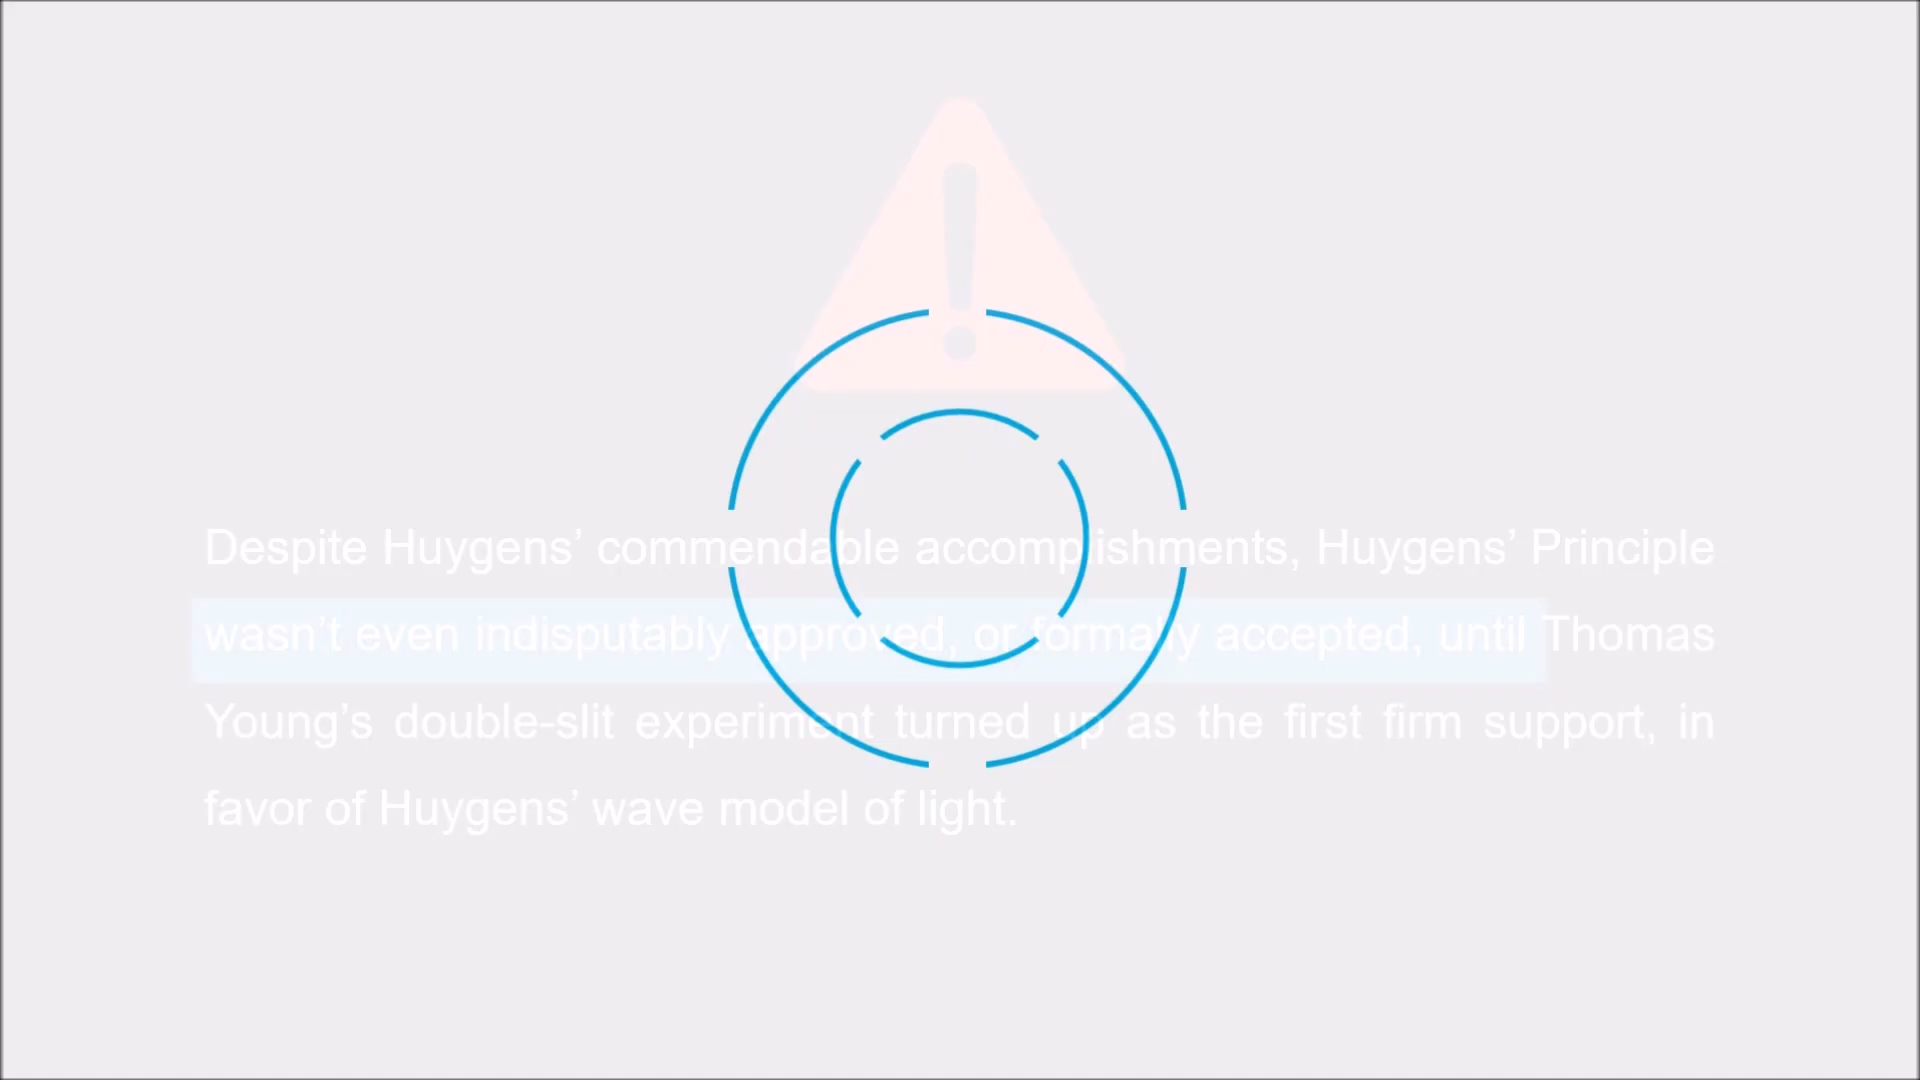 Despite Huygens’ commendable accomplishments, Huygens’ Principle
wasn’t even indisputably approved, or formally accepted, until Thomas
Young’s double-slit experiment turned up as the first firm support, in
favor of Huygens’ wave model of light.